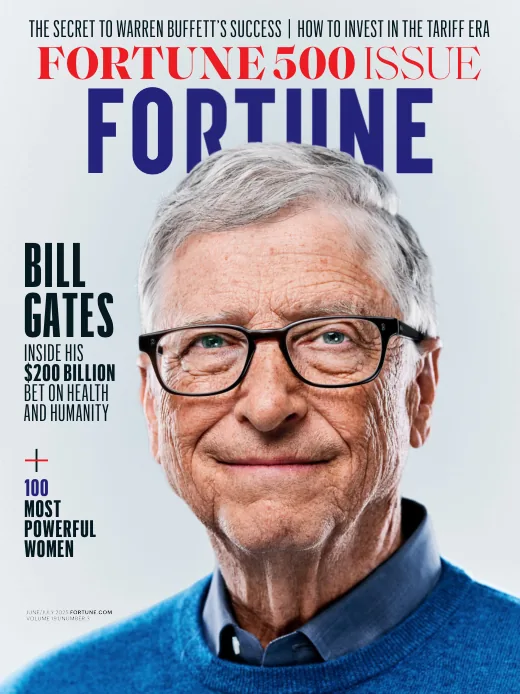 THE SECRET TO WARREN BUFFETT'S SUCCESS | HOW TO INVEST IN THE TARIFF ERA
FORTUNE 500 ISSUE
FORTUNE
BILL
GATES
INSIDE HIS
$200 BILLION
BET ON HEALTH
AND HUMANITY
+
100
MOST
POWERFUL
WOMEN
JUNE/JULY 2025 FORTUNE.COM